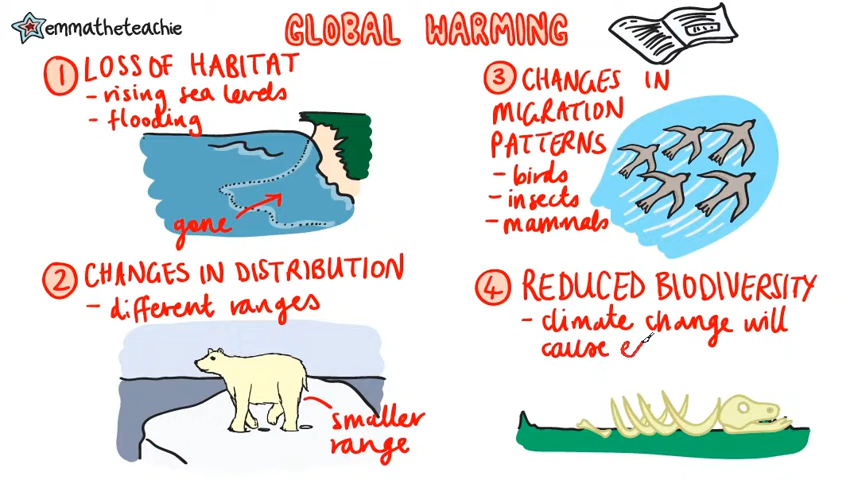 emmatheteachie
GLOBAL WARMING
1 LOSS OF HABITAT
- rising sea levels
- flooding
gone
2 CHANGES IN DISTRIBUTION
- different ranges
smaller
range
3 CHANGES IN
MIGRATION
PATTERNS
- birds
- insects
- mammals
4 REDUCED BIODIVERSITY
- climate change will
cause e